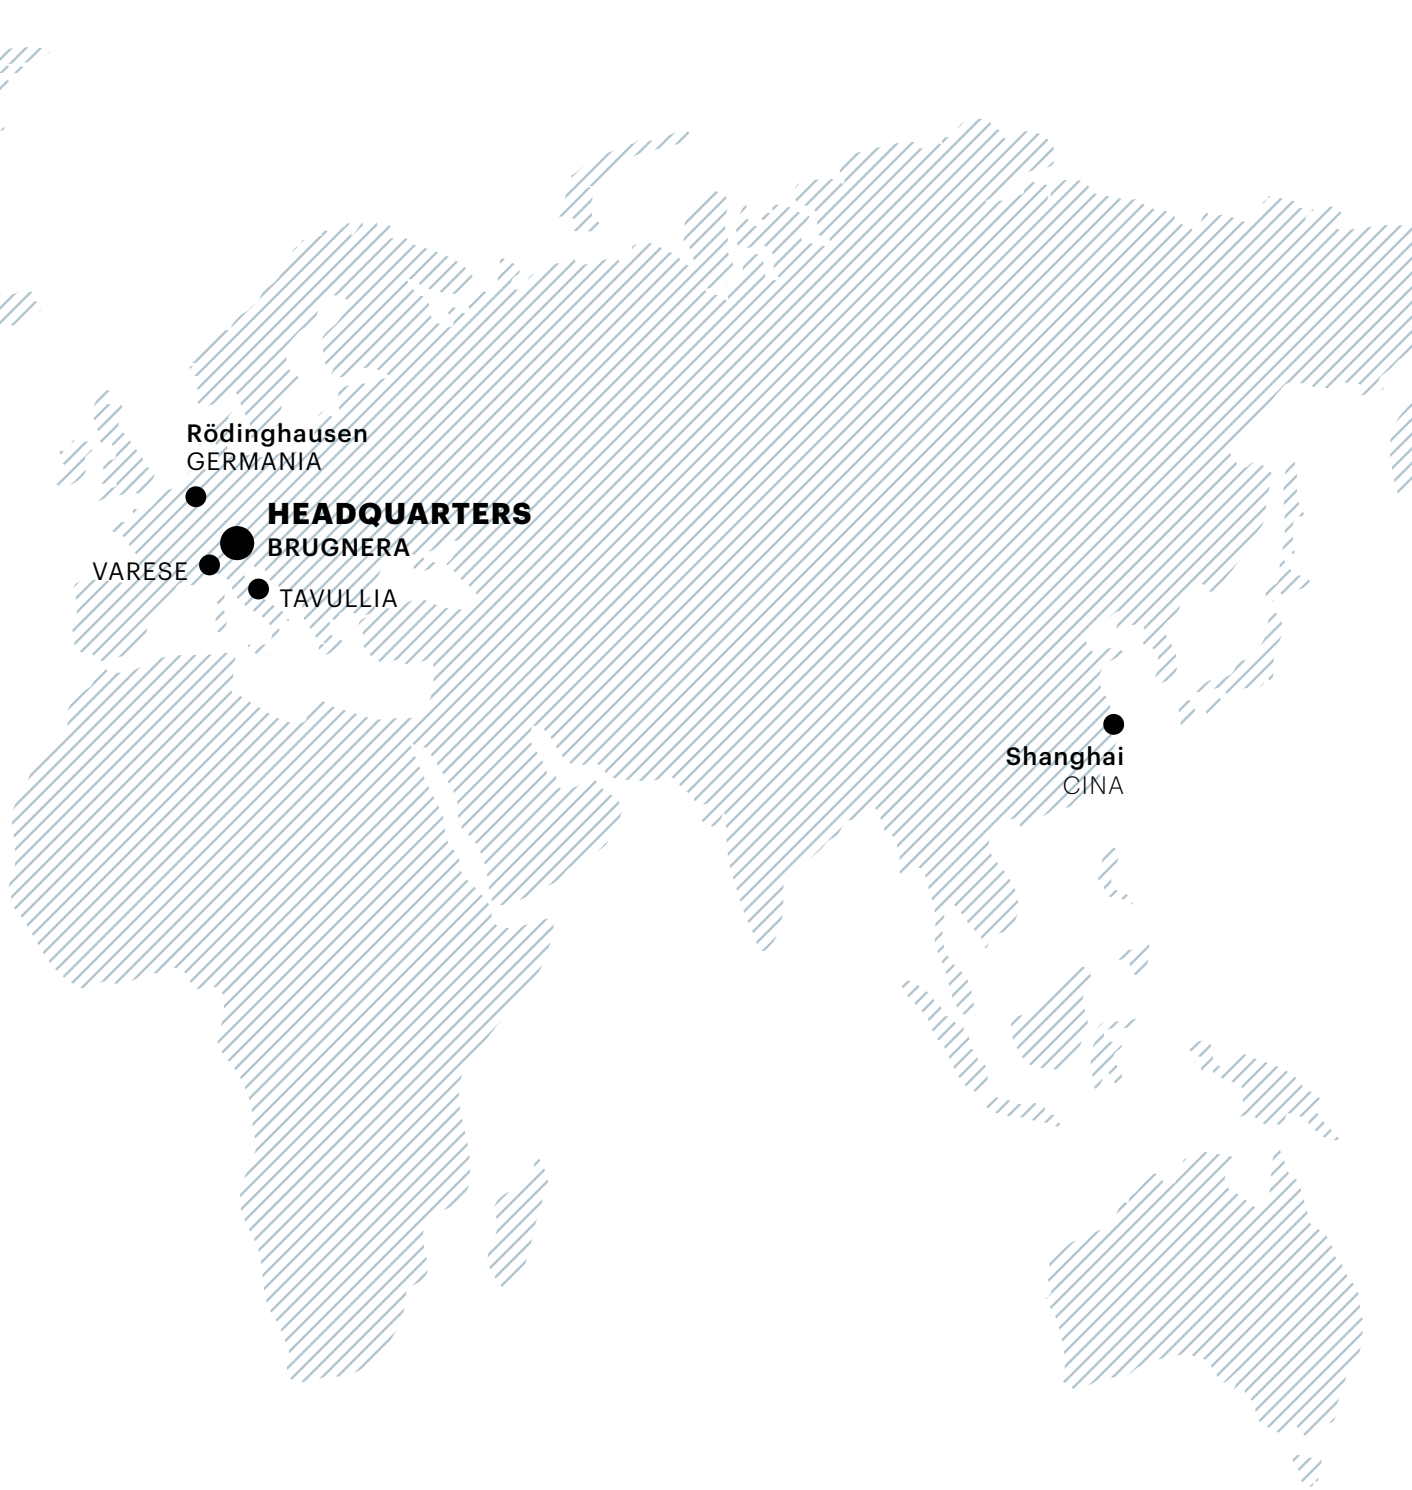 Rödinghausen
GERMANIA
HEADQUARTERS
BRUGNERA
VARESE
TAVULLIA
Shanghai
CINA